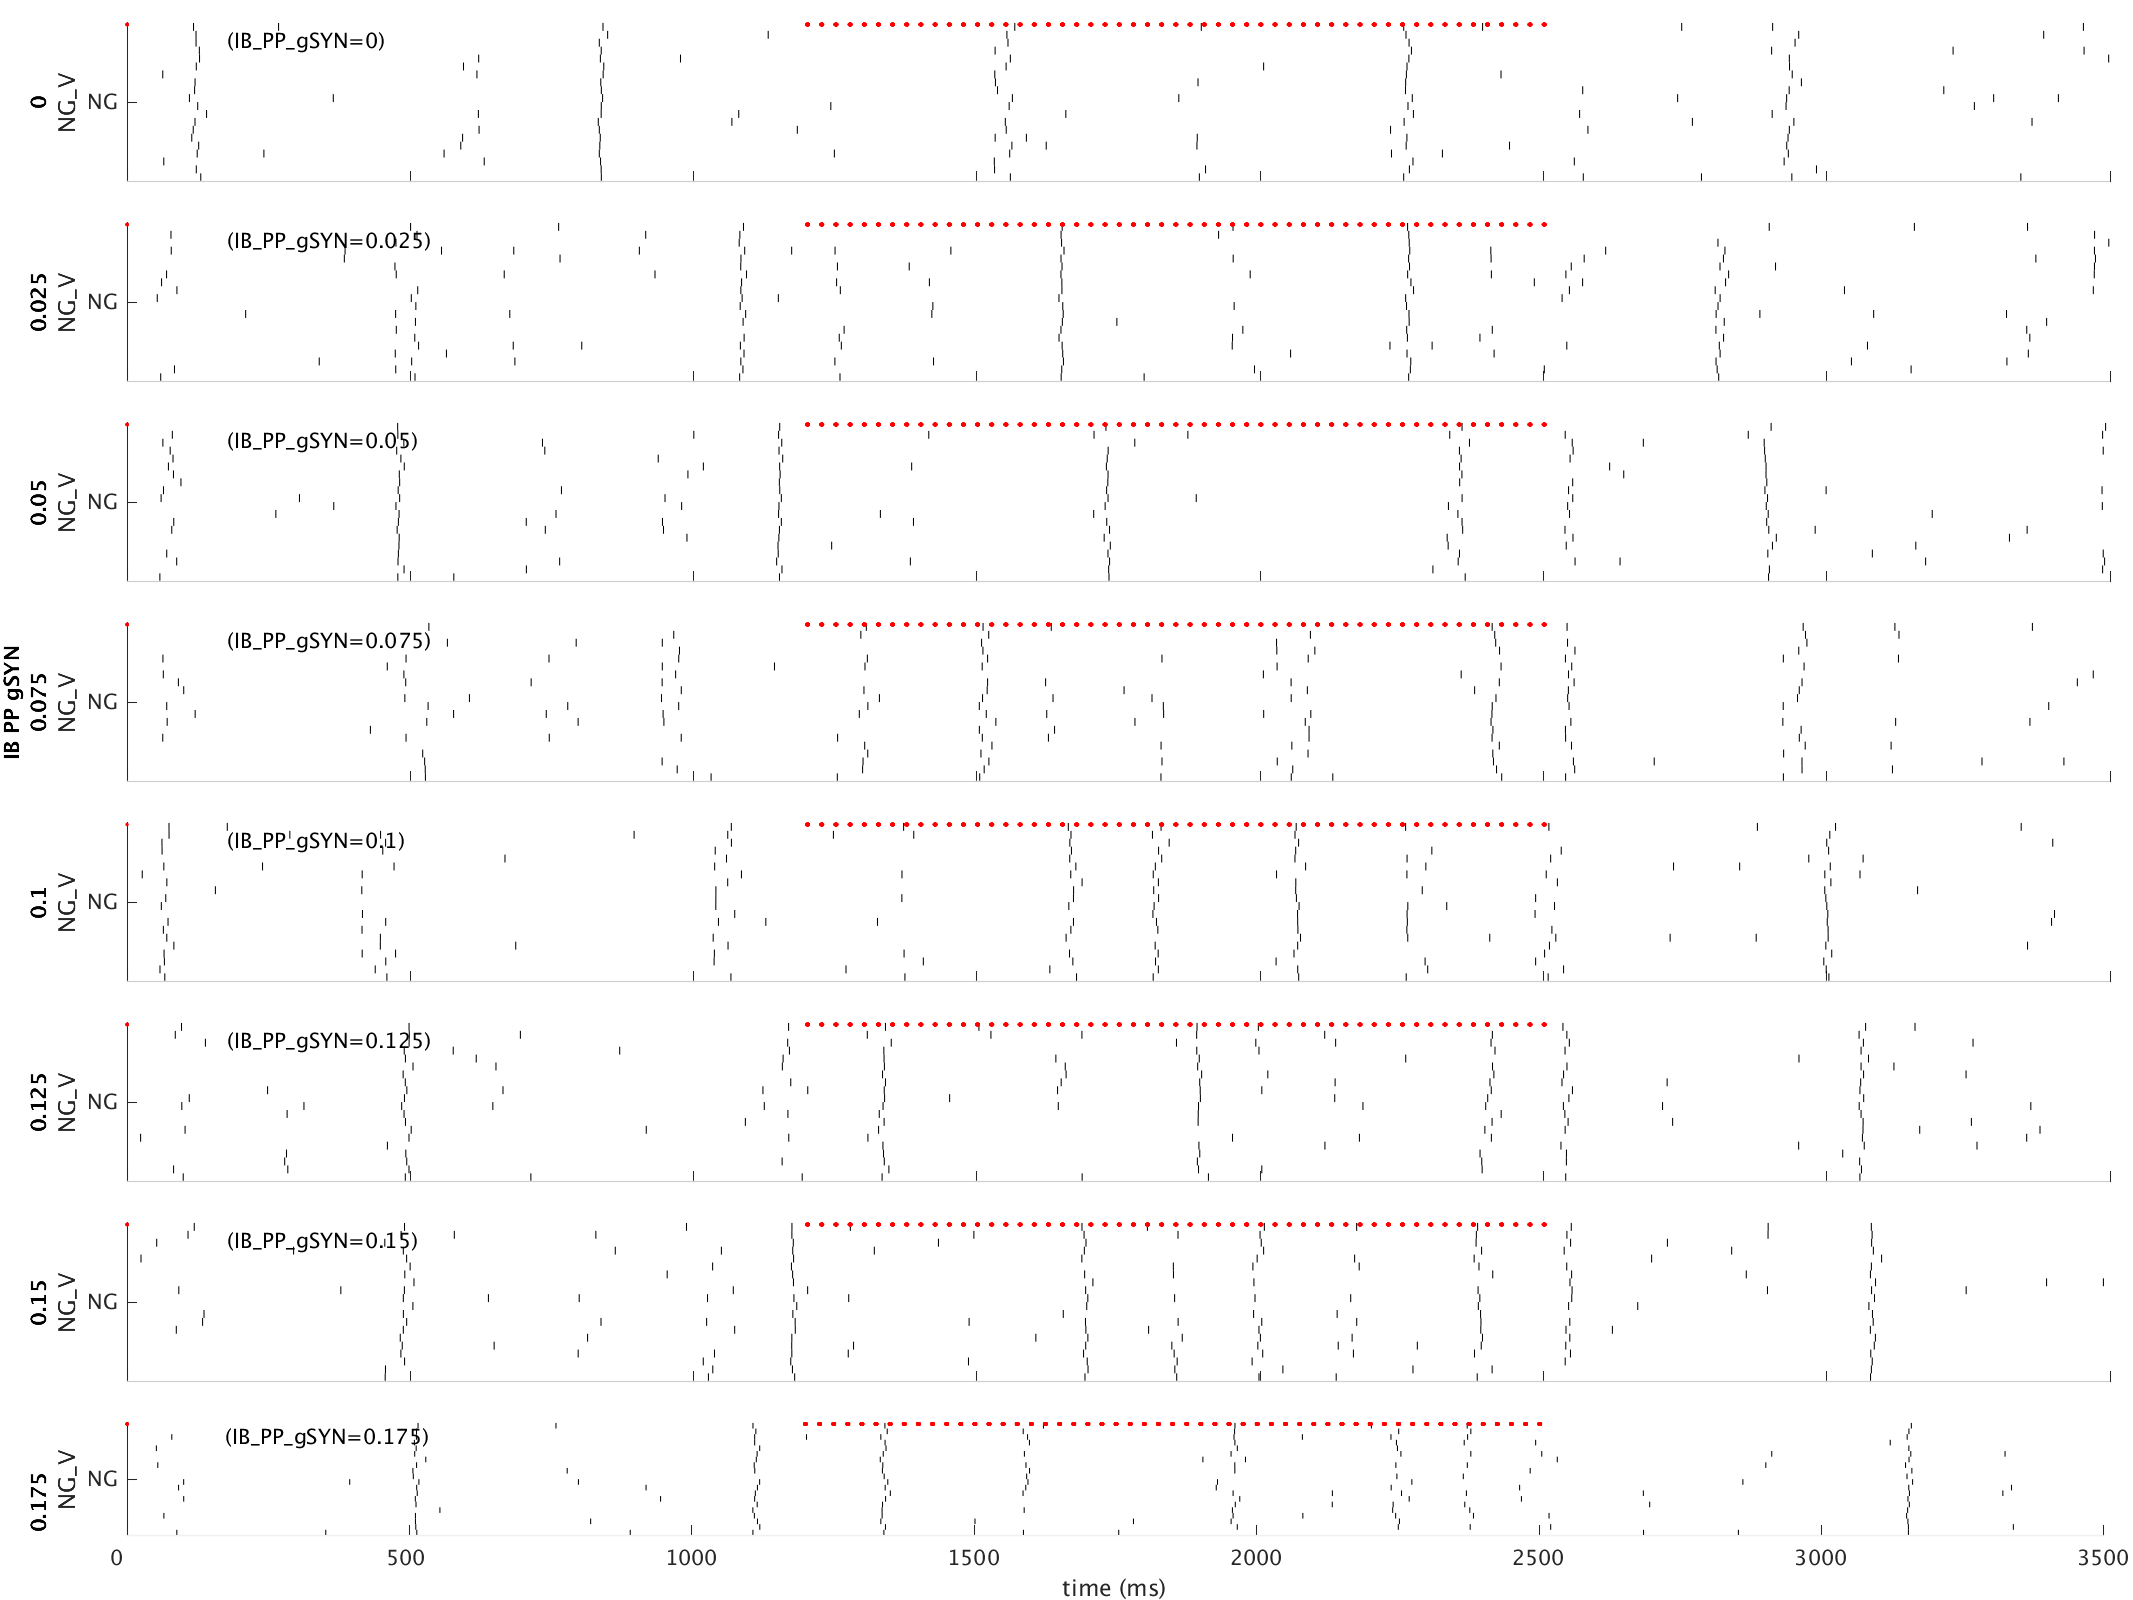 IB PP gSYN
0
NG_V
NG
(IB_PP_gSYN=0)
0.025
NG_V
NG
(IB_PP_gSYN=0.025)
0.05
NG_V
NG
(IB_PP_gSYN=0.05)
0.075
NG_V
NG
(IB_PP_gSYN=0.075)
0.1
NG_V
NG
(IB_PP_gSYN=0.1)
0.125
NG_V
NG
(IB_PP_gSYN=0.125)
0.15
NG_V
NG
(IB_PP_gSYN=0.15)
0.175
NG_V
NG
(IB_PP_gSYN=0.175)
0 500 1000 1500 2000 2500 3000 3500
time (ms)